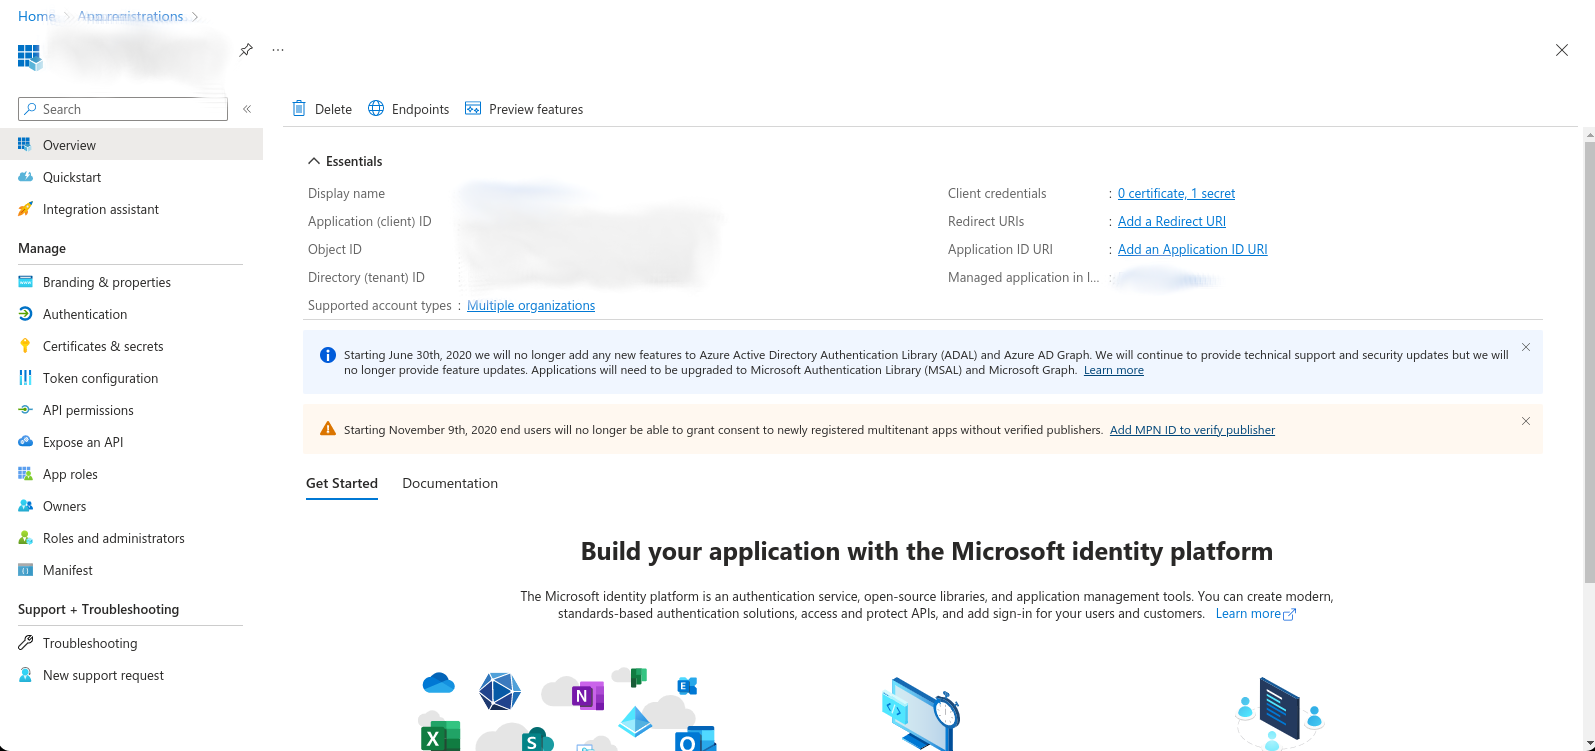 Home > App registrations >
...
Search
«
Delete
Endpoints
Preview features
Overview
Quickstart
Integration assistant
Manage
Branding & properties
Authentication
Certificates & secrets
Token configuration
API permissions
Expose an API
App roles
Owners
Roles and administrators
Manifest
Support + Troubleshooting
Troubleshooting
New support request
Essentials
Display name
Application (client) ID
Object ID
Directory (tenant) ID
Supported account types : Multiple organizations
Client credentials : 0 certificate, 1 secret
Redirect URIs : Add a Redirect URI
Application ID URI : Add an Application ID URI
Managed application in l... :
Starting June 30th, 2020 we will no longer add any new features to Azure Active Directory Authentication Library (ADAL) and Azure AD Graph. We will continue to provide technical support and security updates but we will
no longer provide feature updates. Applications will need to be upgraded to Microsoft Authentication Library (MSAL) and Microsoft Graph. Learn more
Starting November 9th, 2020 end users will no longer be able to grant consent to newly registered multitenant apps without verified publishers. Add MPN ID to verify publisher
Get Started
Documentation
Build your application with the Microsoft identity platform
The Microsoft identity platform is an authentication service, open-source libraries, and application management tools. You can create modern,
standards-based authentication solutions, access and protect APIs, and add sign-in for your users and customers. Learn more
N
E
X
S
O